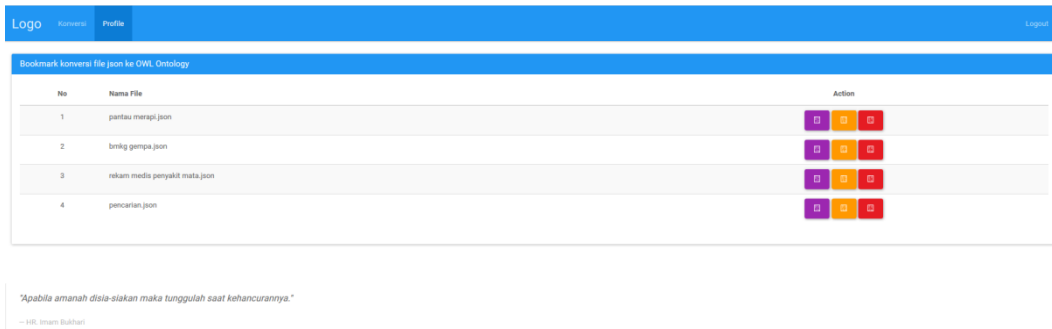 Logo Konversi Profile Logout
Bookmark konversi file json ke OWL Ontology
No Nama File Action
1 pantau merapi.json
2 bmkg gempa.json
3 rekam medis penyakit mata.json
4 pencarian.json
"Apabila amanah disia-siakan maka tunggulah saat kehancurannya."
— HR, Imam Bukhari